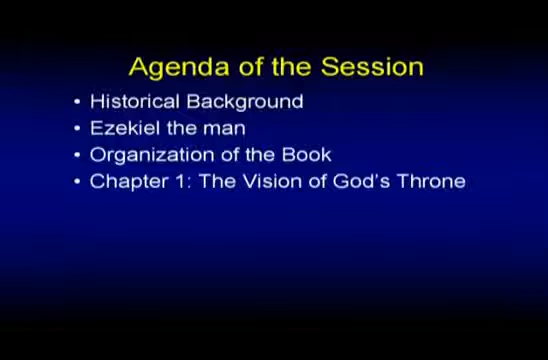 Agenda of the Session
• Historical Background
• Ezekiel the man
• Organization of the Book
• Chapter 1: The Vision of God's Throne